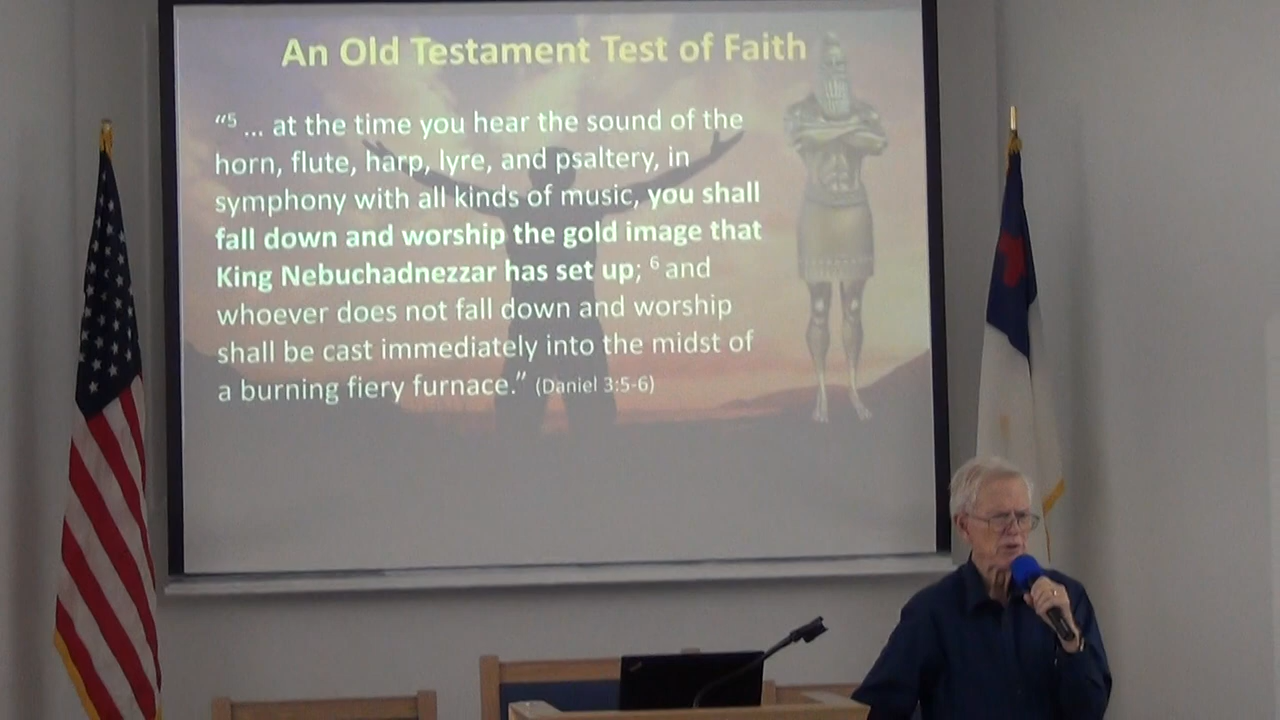 An Old Testament Test of Faith
“⁵ ... at the time you hear the sound of the
horn, flute, harp, lyre, and psaltery, in
symphony with all kinds of music, you shall
fall down and worship the gold image that
King Nebuchadnezzar has set up; ⁶ and
whoever does not fall down and worship
shall be cast immediately into the midst of
a burning fiery furnace.” (Daniel 3:5-6)